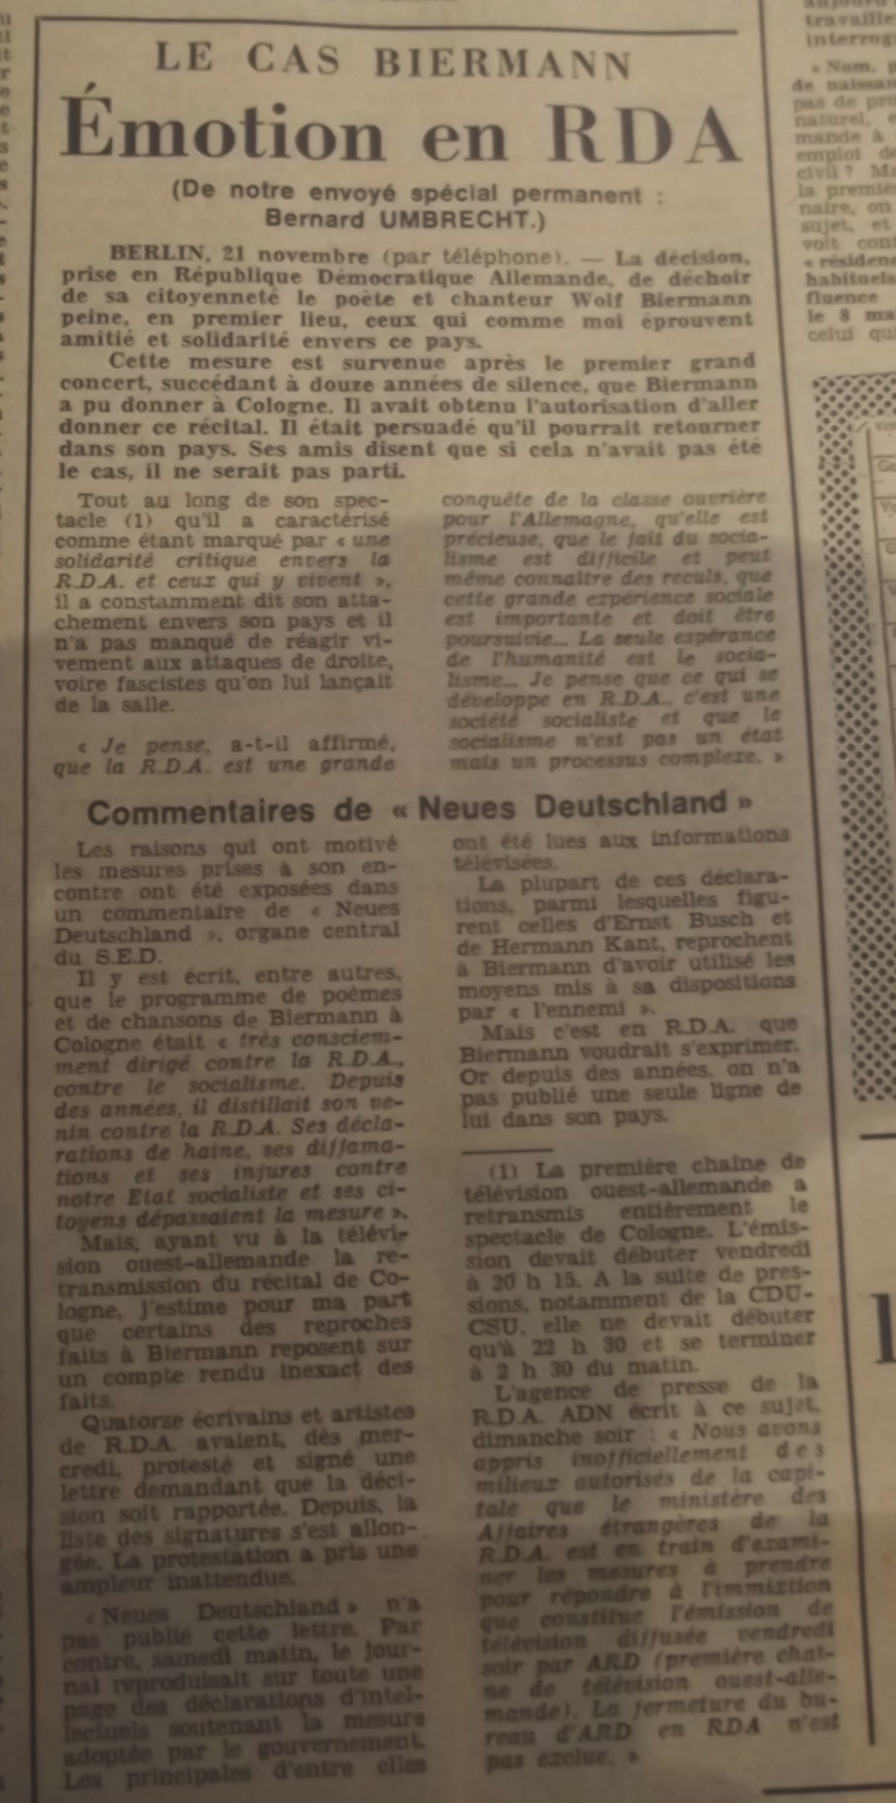 LE CAS BIERMANN
Émotion en RDA
(De notre envoyé spécial permanent :
Bernard UMBRECHT.)
BERLIN, 21 novembre (par téléphone). — La décision,
prise en République Démocratique Allemande, de déchoir
de sa citoyenneté le poète et chanteur Wolf Biermann
peine, en premier lieu, ceux qui comme moi éprouvent
amitié et solidarité envers ce pays.
Cette mesure est survenue après le premier grand
concert, succédant à douze années de silence, que Biermann
a pu donner à Cologne. Il avait obtenu l'autorisation d'aller
donner ce récital. Il était persuadé qu'il pourrait retourner
dans son pays. Ses amis disent que si cela n'avait pas été
le cas, il ne serait pas parti.
Tout au long de son spec-
tacle (1) qu'il a caractérisé
comme étant marqué par « une
solidarité critique envers la
R.D.A. et ceux qui y vivent »,
il a constamment dit son atta-
chement envers son pays et il
n'a pas manqué de réagir vi-
vement aux attaques de droite,
voire fascistes qu'on lui lançait
de la salle.
« Je pense, a-t-il affirmé,
que la R.D.A. est une grande
conquête de la classe ouvrière
pour l'Allemagne, qu'elle est
précieuse, que le fait du socia-
lisme est difficile et peut
même connaître des reculs, que
cette grande expérience sociale
est importante et doit être
poursuivie... La seule espérance
de l'humanité est le socia-
lisme... Je pense que ce qui se
développe en R.D.A., c'est une
société socialiste et que le
socialisme n'est pas un état
mais un processus complexe. »
Commentaires de « Neues Deutschland »
Les raisons qui ont motivé
les mesures prises à son en-
contre ont été exposées dans
un commentaire de « Neues
Deutschland », organe central
du S.E.D.
Il y est écrit, entre autres,
que le programme de poèmes
et de chansons de Biermann à
Cologne était « très consciem-
ment dirigé contre la R.D.A.,
contre le socialisme. Depuis
des années, il distillait son ve-
nin contre la R.D.A. Ses décla-
rations de haine, ses diffama-
tions et ses injures contre
notre Etat socialiste et ses ci-
toyens dépassaient la mesure ».
Mais, ayant vu à la télévi-
sion ouest-allemande la re-
transmission du récital de Co-
logne, j'estime pour ma part
que certains des reproches
faits à Biermann reposent sur
un compte rendu inexact des
faits.
Quatorze écrivains et artistes
de R.D.A. avaient, dès mer-
credi, protesté et signé une
lettre demandant que la déci-
sion soit rapportée. Depuis, la
liste des signatures s'est allon-
gée. La protestation a pris une
ampleur inattendue.
« Neues Deutschland » n'a
pas publié cette lettre. Par
contre, samedi matin, le jour-
nal reproduisait sur toute une
page des déclarations d'intel-
lectuels soutenant la mesure
adoptée par le gouvernement.
Les principales d'entre elles
ont été lues aux informations
télévisées.
La plupart de ces déclara-
tions, parmi lesquelles figu-
rent celles d'Ernst Busch et
de Hermann Kant, reprochent
à Biermann d'avoir utilisé les
moyens mis à sa dispositions
par « l'ennemi ».
Mais c'est en R.D.A. que
Biermann voudrait s'exprimer.
Or depuis des années, on n'a
pas publié une seule ligne de
lui dans son pays.
(1) La première chaîne de
télévision ouest-allemande a
retransmis entièrement le
spectacle de Cologne. L'émis-
sion devait débuter vendredi
à 20 h 15. A la suite de pres-
sions, notamment de la CDU-
CSU, elle ne devait débuter
qu'à 22 h 30 et se terminer
à 2 h 30 du matin.
L'agence de presse de la
R.D.A. ADN écrit à ce sujet,
dimanche soir : « Nous avons
appris inofficiellement des
milieux autorisés de la capi-
tale que le ministère des
Affaires étrangères de la
R.D.A. est en train d'exami-
ner les mesures à prendre
pour répondre à l'immixtion
que constitue l'émission de
télévision diffusée vendredi
soir par ARD (première chaî-
ne de télévision ouest-alle-
mande). La fermeture du bu-
reau d'ARD en RDA n'est
pas exclue. »
travaille
interrog
« Nom, p
de naissan
pas de pro
naturel, e
mande à
emploi de
civil ? Ma
la premièr
naire, on
sujet, et
voit cont
« résidenc
habituels
fluence
le 8 mai
celui qu